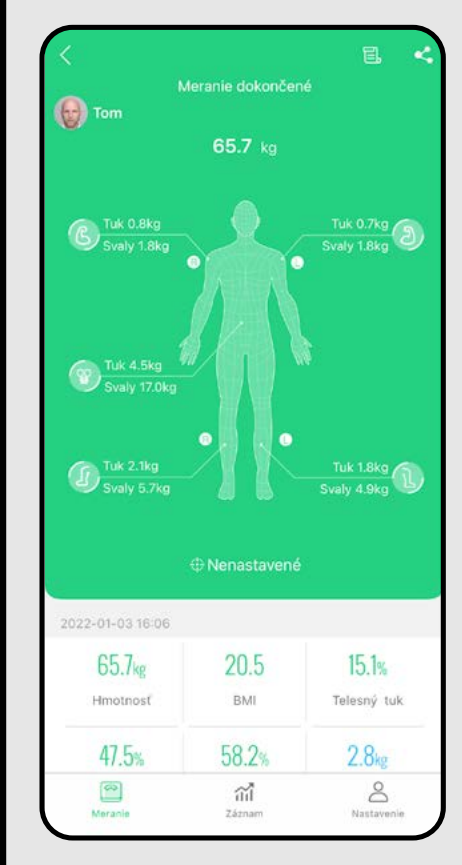 Meranie dokončené
Tom
65.7 kg
Tuk 0.8kg
Svaly 1.8kg
Tuk 0.7kg
Svaly 1.8kg
R
L
Tuk 4.5kg
Svaly 17.0kg
R
L
Tuk 2.1kg
Svaly 5.7kg
Tuk 1.8kg
Svaly 4.9kg
Nenastavené
2022-01-03 16:06
65.7kg
20.5
15.1%
Hmotnosť
BMI
Telesný tuk
47.5%
58.2%
2.8kg
Meranie
Záznam
Nastavenie